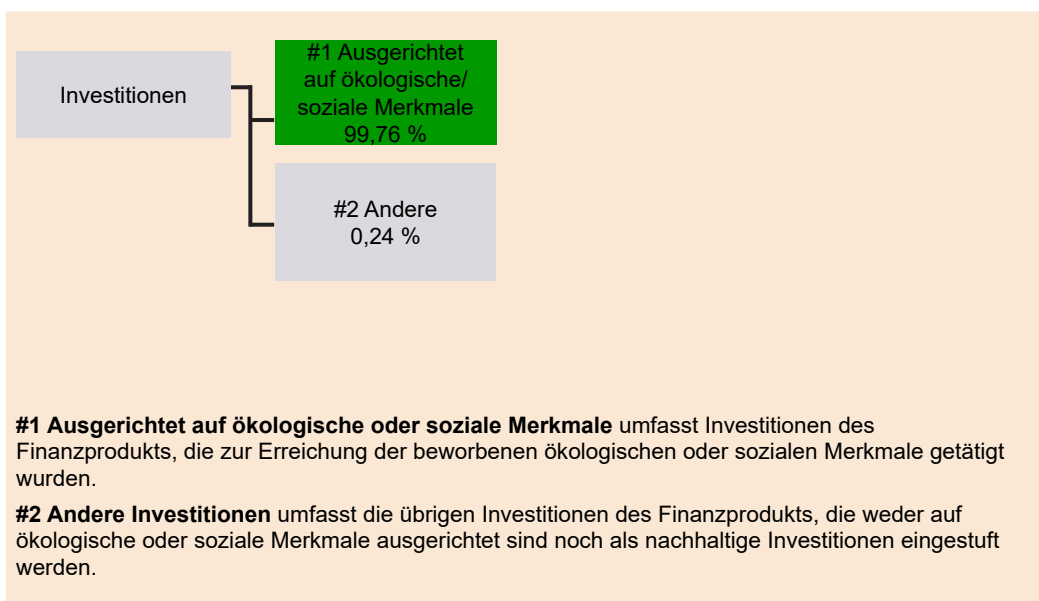 Investitionen
#1 Ausgerichtet
auf ökologische/
soziale Merkmale
99,76 %
#2 Andere
0,24 %
#1 Ausgerichtet auf ökologische oder soziale Merkmale umfasst Investitionen des
Finanzprodukts, die zur Erreichung der beworbenen ökologischen oder sozialen Merkmale getätigt
wurden.
#2 Andere Investitionen umfasst die übrigen Investitionen des Finanzprodukts, die weder auf
ökologische oder soziale Merkmale ausgerichtet sind noch als nachhaltige Investitionen eingestuft
werden.